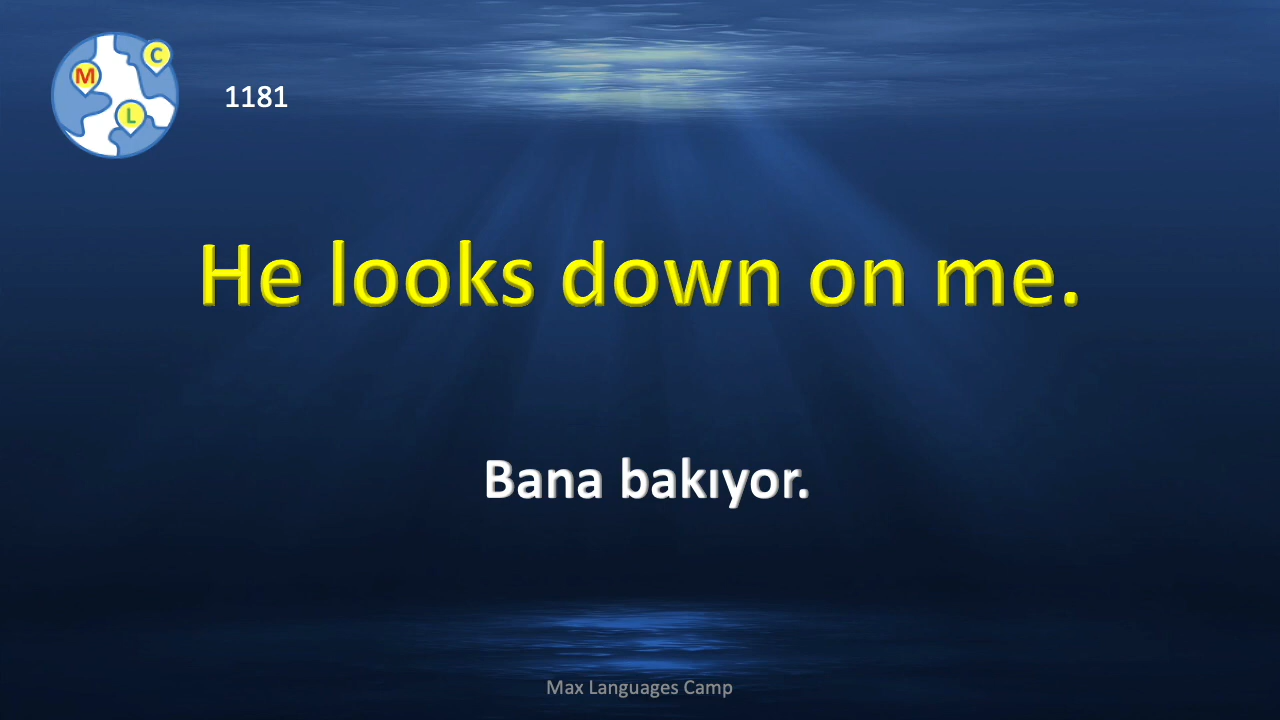 C
M
L
1181
He looks down on me.
Bana bakıyor.
Max Languages Camp